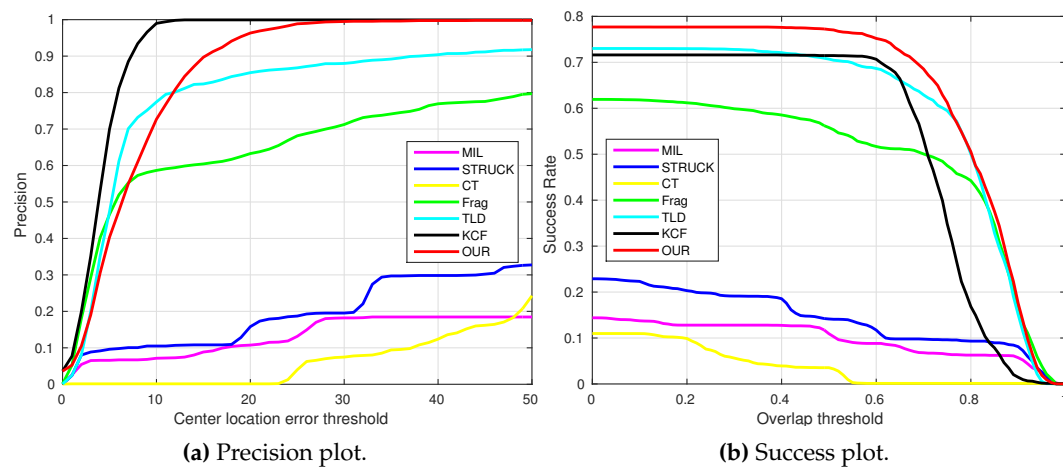 1
0.9
0.8
0.7
0.6
0.5
0.4
0.3
0.2
0.1
0
Precision
MIL
STRUCK
CT
Frag
TLD
KCF
OUR
0 10 20 30 40 50
Center location error threshold
(a) Precision plot.
0.8
0.7
0.6
0.5
0.4
0.3
0.2
0.1
0
Success Rate
MIL
STRUCK
CT
Frag
TLD
KCF
OUR
0 0.2 0.4 0.6 0.8
Overlap threshold
(b) Success plot.